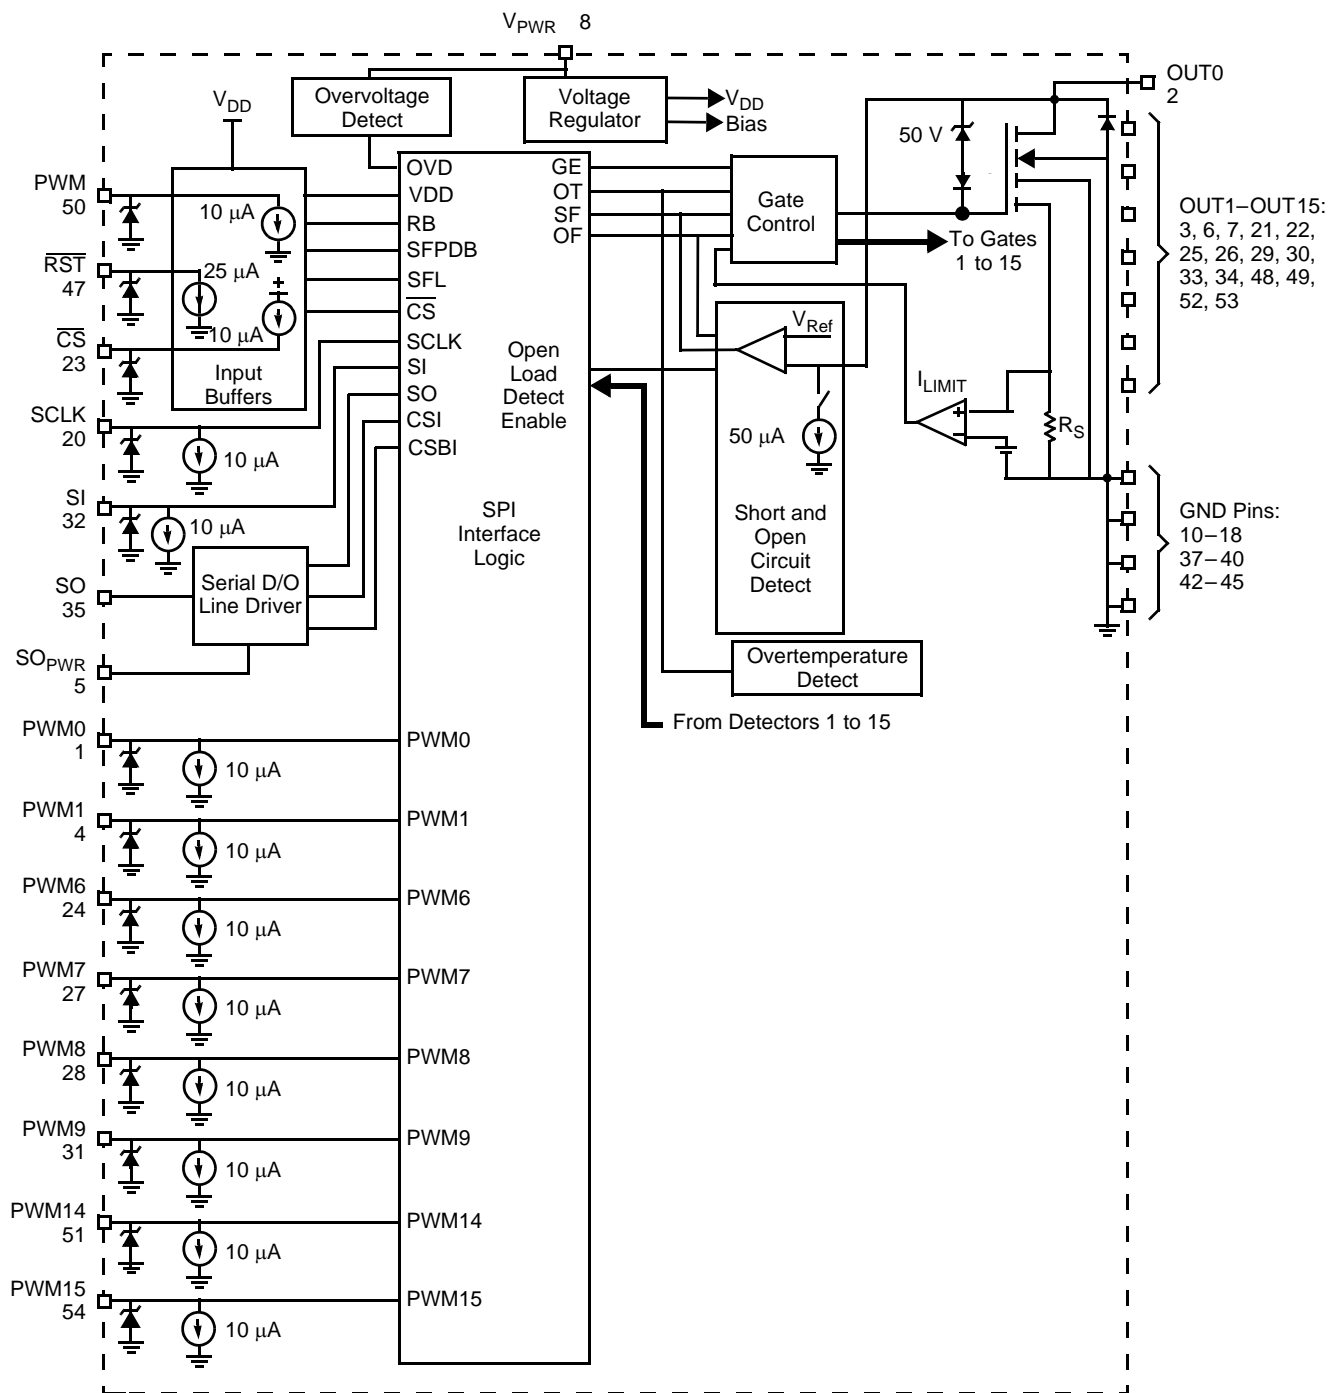 VPWR 8
OUT0
2
Overvoltage
Detect
Voltage
Regulator
VDD
Bias
VDD
50 V
OVD
VDD
RB
SFPDB
SFL
CS
SCLK
SI
SO
CSI
CSBI
GE
OT
SF
OF
Gate
Control
To Gates
1 to 15
OUT1–OUT15:
3, 6, 7, 21, 22,
25, 26, 29, 30,
33, 34, 48, 49,
52, 53
PWM
50
10 µA
RST
47
25 µA
10 µA
CS
23
Input
Buffers
SCLK
20
10 µA
SI
32
10 µA
SO
35
Serial D/O
Line Driver
SOPWR
5
Open
Load
Detect
Enable
SPI
Interface
Logic
VRef
50 µA
Short and
Open
Circuit
Detect
ILIMIT
+
–
RS
GND Pins:
10–18
37–40
42–45
Overtemperature
Detect
From Detectors 1 to 15
PWM0
1
10 µA
PWM0
PWM1
4
10 µA
PWM1
PWM6
24
10 µA
PWM6
PWM7
27
10 µA
PWM7
PWM8
28
10 µA
PWM8
PWM9
31
10 µA
PWM9
PWM14
51
10 µA
PWM14
PWM15
54
10 µA
PWM15